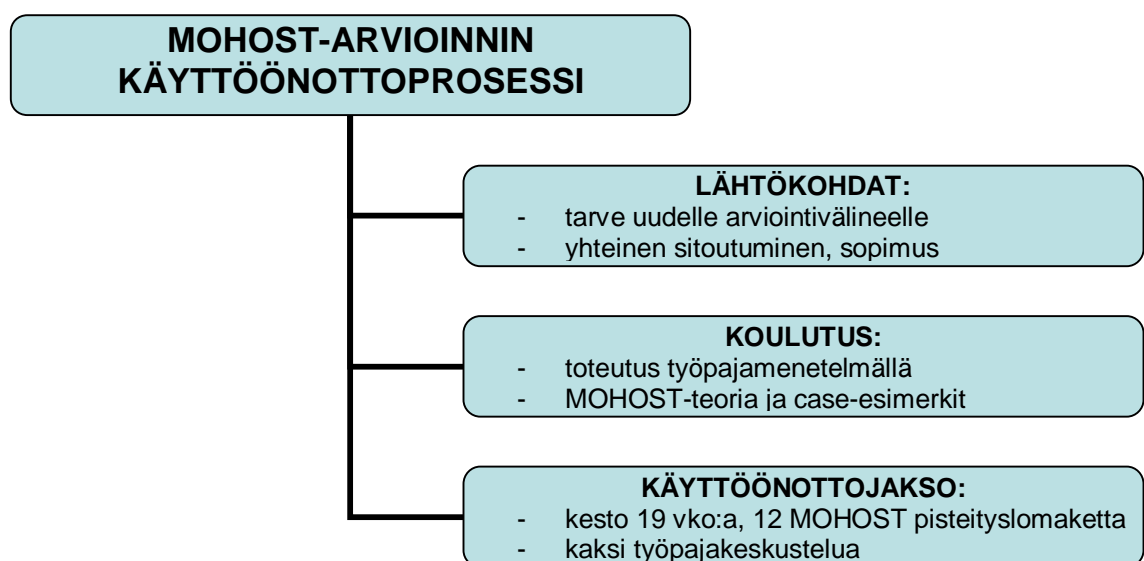 MOHOST-ARVIOINNIN
KÄYTTÖÖNOTTOPROSESSI
LÄHTÖKOHDAT:
- tarve uudelle arviointivälineelle
- yhteinen sitoutuminen, sopimus
KOULUTUS:
- toteutus työpajamenetelmällä
- MOHOST-teoria ja case-esimerkit
KÄYTTÖÖNOTTOJAKSO:
- kesto 19 vko:a, 12 MOHOST pisteityslomaketta
- kaksi työpajakeskustelua